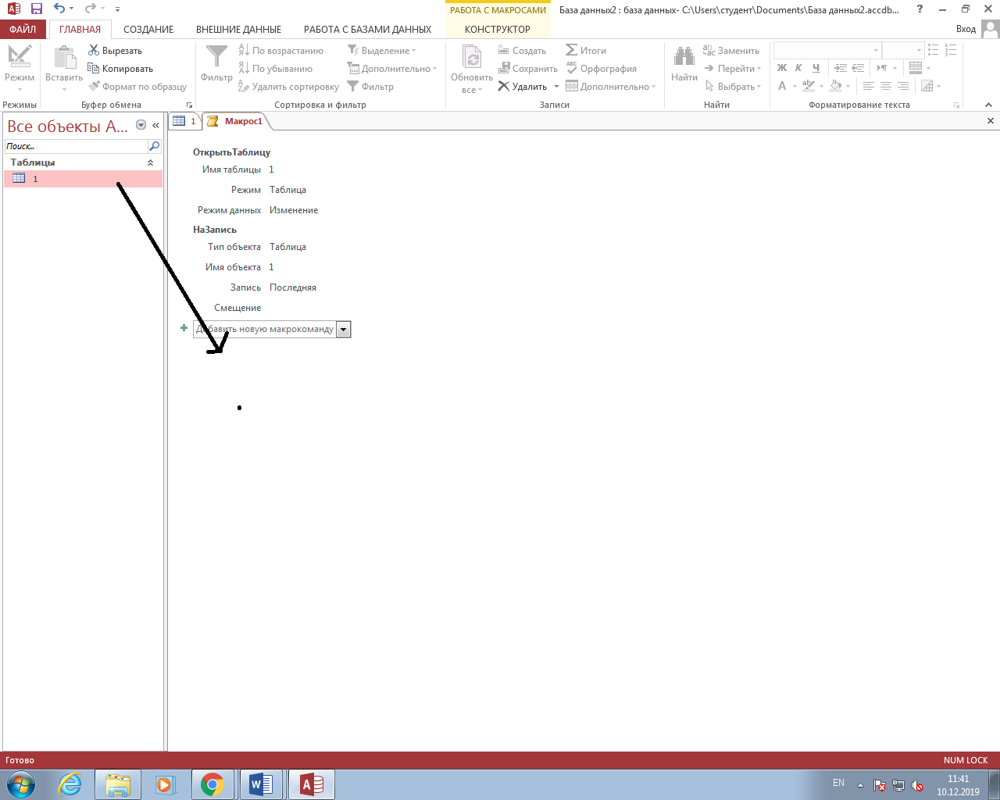 РАБОТА С МАКРОСАМИ
База данных2 : база данных- C:\Users\студент\Documents\База данных2.accdb...
ФАЙЛ ГЛАВНАЯ СОЗДАНИЕ ВНЕШНИЕ ДАННЫЕ РАБОТА С БАЗАМИ ДАННЫХ КОНСТРУКТОР Вход
Режим
Режимы
Вставить
Вырезать
Копировать
Формат по образцу
Буфер обмена
Фильтр
По возрастанию
По убыванию
Удалить сортировку
Выделение
Дополнительно
Фильтр
Сортировка и фильтр
Обновить
все
Создать
Сохранить
Удалить
Итоги
Орфография
Дополнительно
Записи
Найти
Заменить
Перейти
Выбрать
Найти
Ж К Ч
А
Форматирование текста
Все объекты А...
Поиск...
Таблицы
1
1 Макрос1
ОткрытьТаблицу
Имя таблицы 1
Режим Таблица
Режим данных Изменение
НаЗапись
Тип объекта Таблица
Имя объекта 1
Запись Последняя
Смещение
Добавить новую макрокоманду
Готово NUM LOCK
EN
11:41
10.12.2019